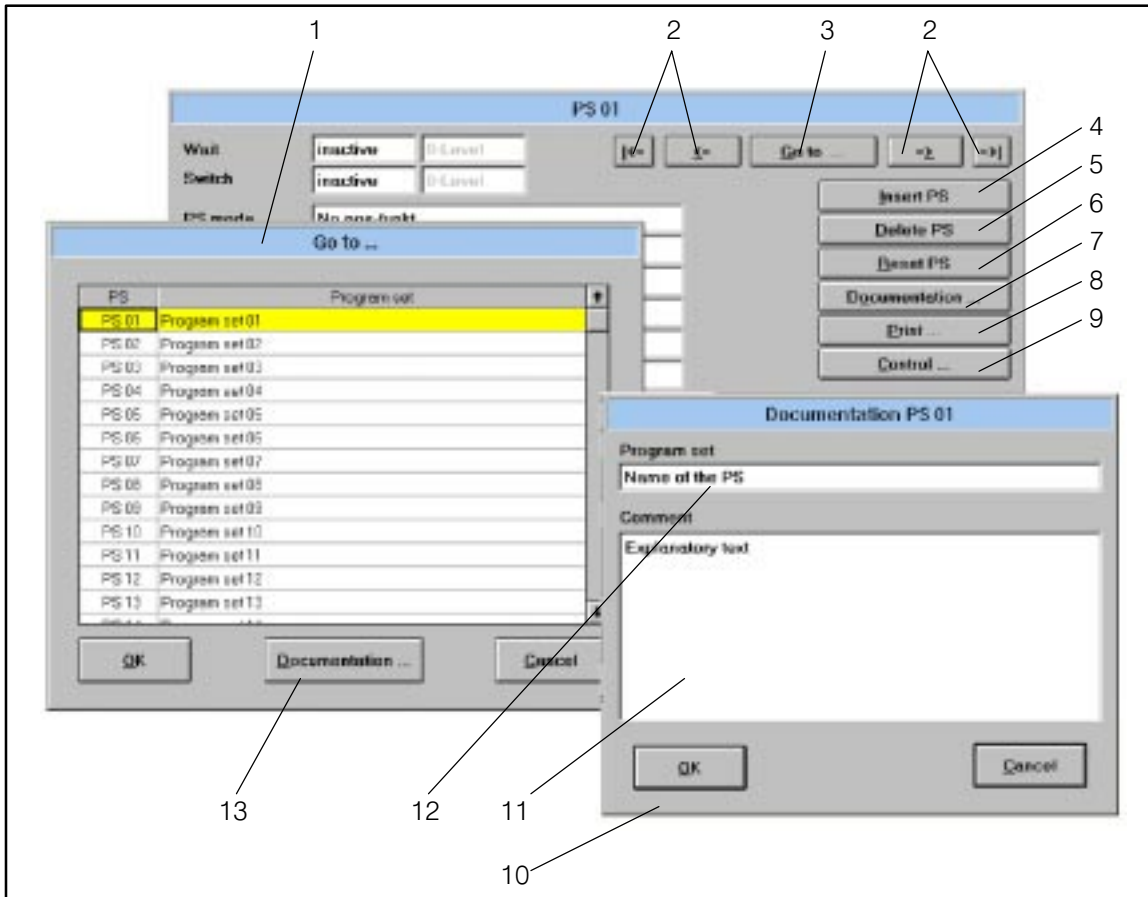 1
2
3
2
PS 01
Wait inactive 0-Level
Switch inactive 0-Level
|<= <= Go to ... => =>|
4
5
6
7
8
9
Insert PS
Delete PS
Reset PS
Documentation ...
Print ...
Control ...
PS mode
Go to ...
PS Program set
PS 01 Program set 01
PS 02 Program set 02
PS 03 Program set 03
PS 04 Program set 04
PS 05 Program set 05
PS 06 Program set 06
PS 07 Program set 07
PS 08 Program set 08
PS 09 Program set 09
PS 10 Program set 10
PS 11 Program set 11
PS 12 Program set 12
PS 13 Program set 13
OK Documentation ... Cancel
Documentation PS 01
Program set
Name of the PS
Comment
Explanatory text
OK Cancel
13
12
11
10